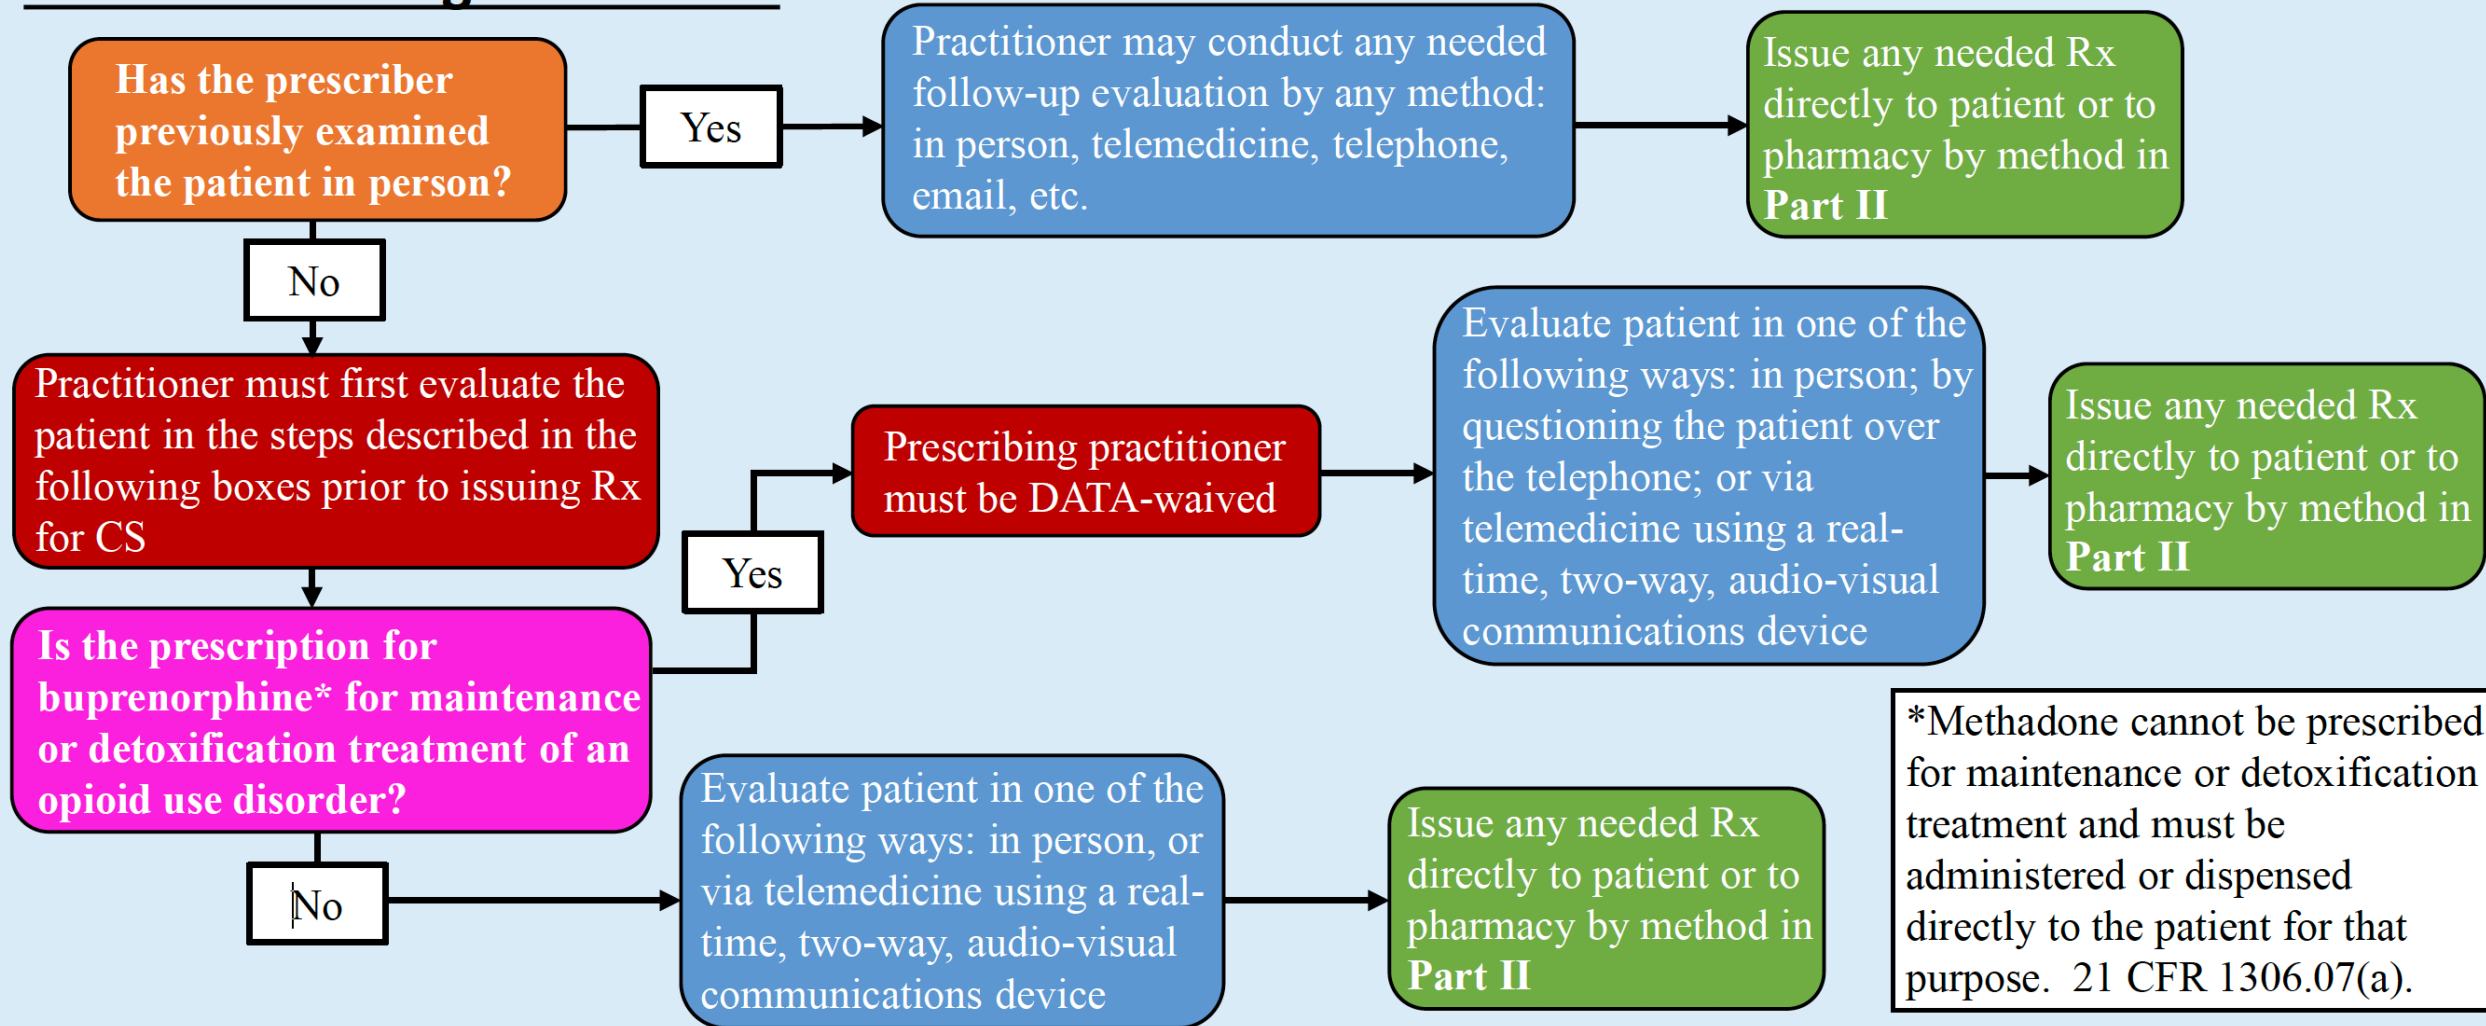 Has the prescriber
previously examined
the patient in person?
Yes
Practitioner may conduct any needed
follow-up evaluation by any method:
in person, telemedicine, telephone,
email, etc.
Issue any needed Rx
directly to patient or to
pharmacy by method in
Part II
No
Practitioner must first evaluate the
patient in the steps described in the
following boxes prior to issuing Rx
for CS
Is the prescription for
buprenorphine* for maintenance
or detoxification treatment of an
opioid use disorder?
Yes
Prescribing practitioner
must be DATA-waived
Evaluate patient in one of the
following ways: in person; by
questioning the patient over
the telephone; or via
telemedicine using a real-
time, two-way, audio-visual
communications device
Issue any needed Rx
directly to patient or to
pharmacy by method in
Part II
No
Evaluate patient in one of the
following ways: in person, or
via telemedicine using a real-
time, two-way, audio-visual
communications device
Issue any needed Rx
directly to patient or to
pharmacy by method in
Part II
*Methadone cannot be prescribed
for maintenance or detoxification
treatment and must be
administered or dispensed
directly to the patient for that
purpose. 21 CFR 1306.07(a).